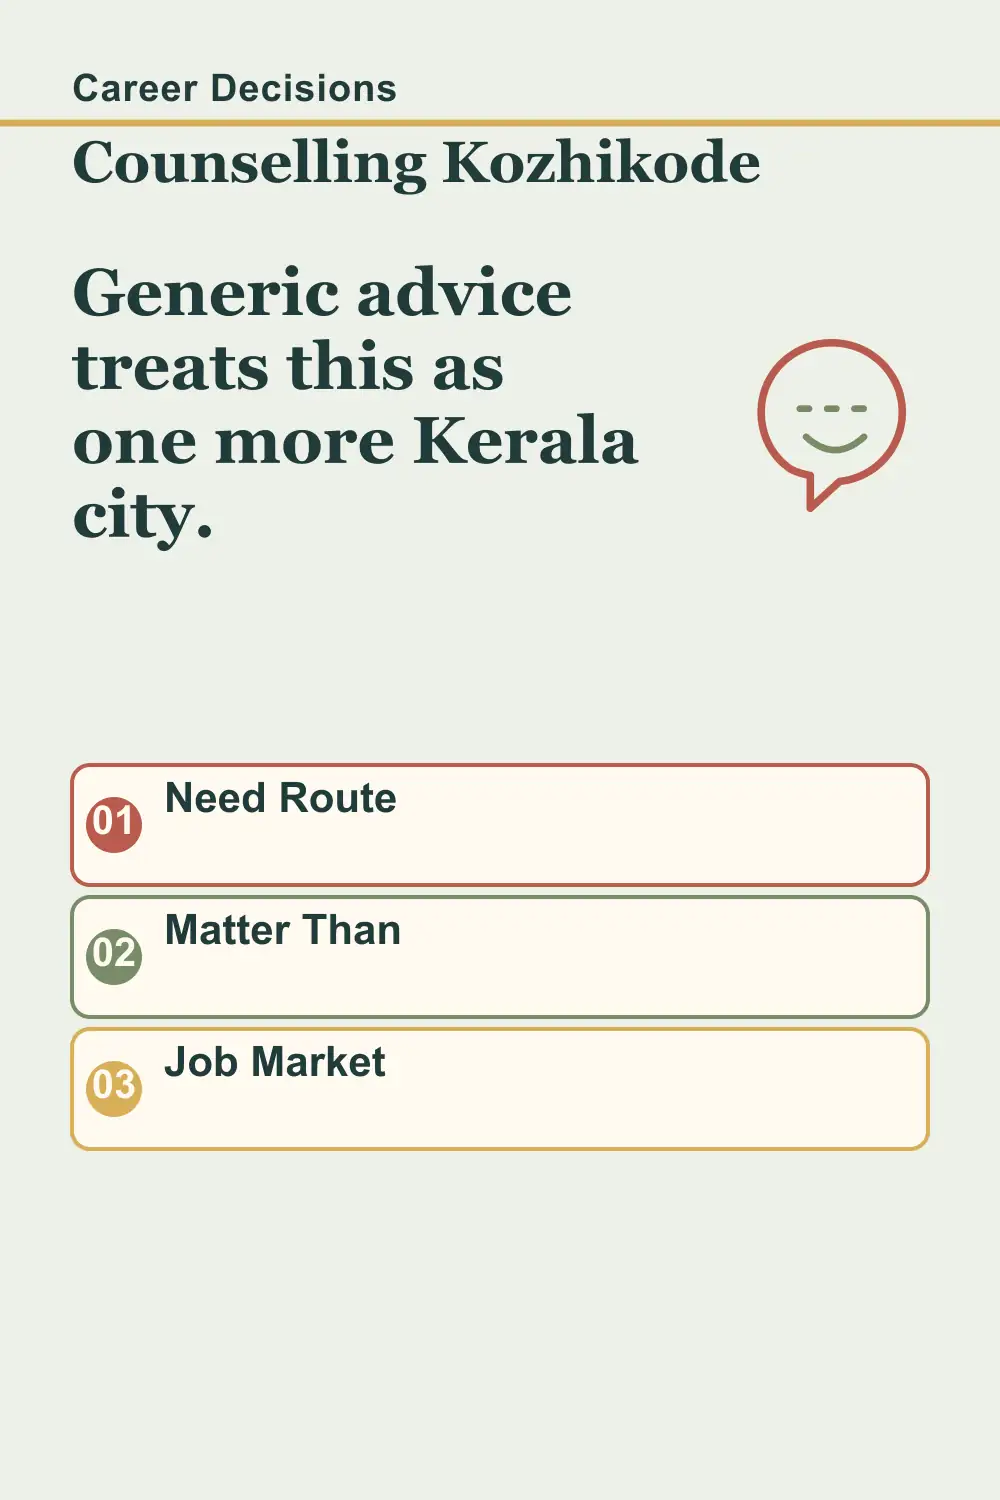 Career Decisions
Counselling Kozhikode
Generic advice
treats this as
one more Kerala
city.
01
Need Route
02
Matter Than
03
Job Market